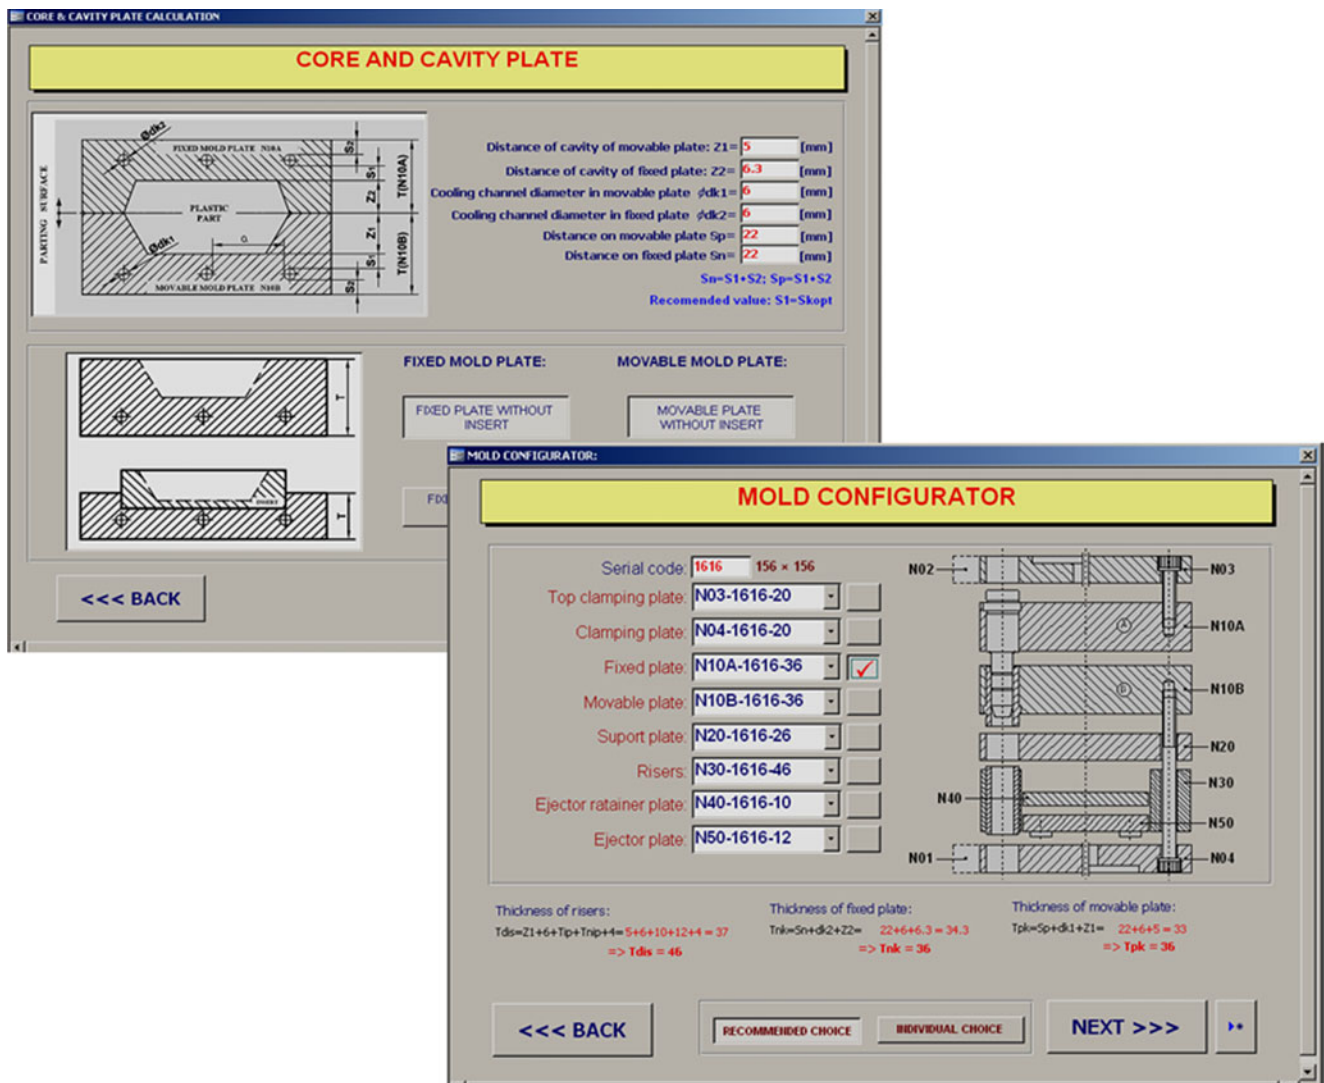 CORE & CAVITY PLATE CALCULATION
CORE AND CAVITY PLATE
PARTING SURFACE
Ødk2
FIXED MOLD PLATE N10A
S2
S1
Z2
T(N10A)
PLASTIC
PART
Ødk1
Z1
S1
S2
T(N10B)
MOVABLE MOLD PLATE N10B
Distance of cavity of movable plate: Z1= 5 [mm]
Distance of cavity of fixed plate: Z2= 6.3 [mm]
Cooling channel diameter in movable plate ϕdk1= 6 [mm]
Cooling channel diameter in fixed plate ϕdk2= 6 [mm]
Distance on movable plate Sp= 22 [mm]
Distance on fixed plate Sn= 22 [mm]
Sn=S1+S2; Sp=S1+S2
Recomended value: S1=Skopt
T
INSERT
T
FIXED MOLD PLATE: MOVABLE MOLD PLATE:
FIXED PLATE WITHOUT
INSERT
MOVABLE PLATE
WITHOUT INSERT
<<< BACK
MOLD CONFIGURATOR:
MOLD CONFIGURATOR
Serial code: 1616 156 × 156
Top clamping plate: N03-1616-20
Clamping plate: N04-1616-20
Fixed plate: N10A-1616-36
Movable plate: N10B-1616-36
Suport plate: N20-1616-26
Risers: N30-1616-46
Ejector ratainer plate: N40-1616-10
Ejector plate: N50-1616-12
N02
N03
A
N10A
N10B
N20
N30
N40
N50
N01
N04
Thickness of risers:
Tdis=Z1+6+Tip+Tnip+4= 5+6+10+12+4 = 37
=> Tdis = 46
Thickness of fixed plate:
Tnk=Sn+dk2+Z2= 22+6+6.3 = 34.3
=> Tnk = 36
Thickness of movable plate:
Tpk=Sp+dk1+Z1= 22+6+5 = 33
=> Tpk = 36
<<< BACK
RECOMMENDED CHOICE
INDIVIDUAL CHOICE
NEXT >>>